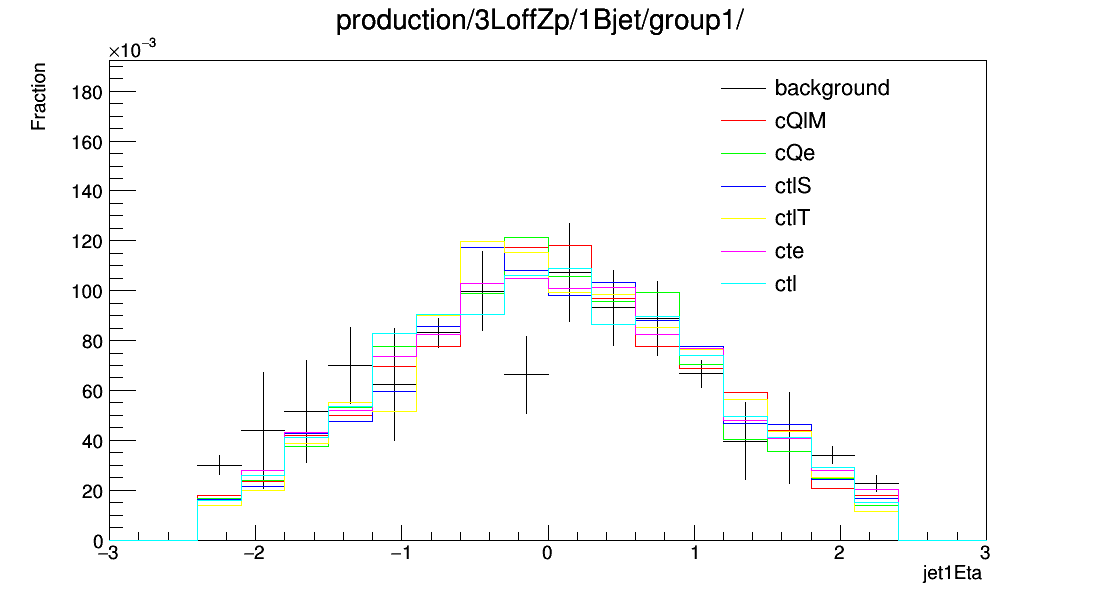 production/3LoffZp/1Bjet/group1/
×10⁻³
Fraction
180
160
140
120
100
80
60
40
20
0
background
cQlM
cQe
ctlS
ctlT
cte
ctl
−3
−2
−1
0
1
2
3
jet1Eta